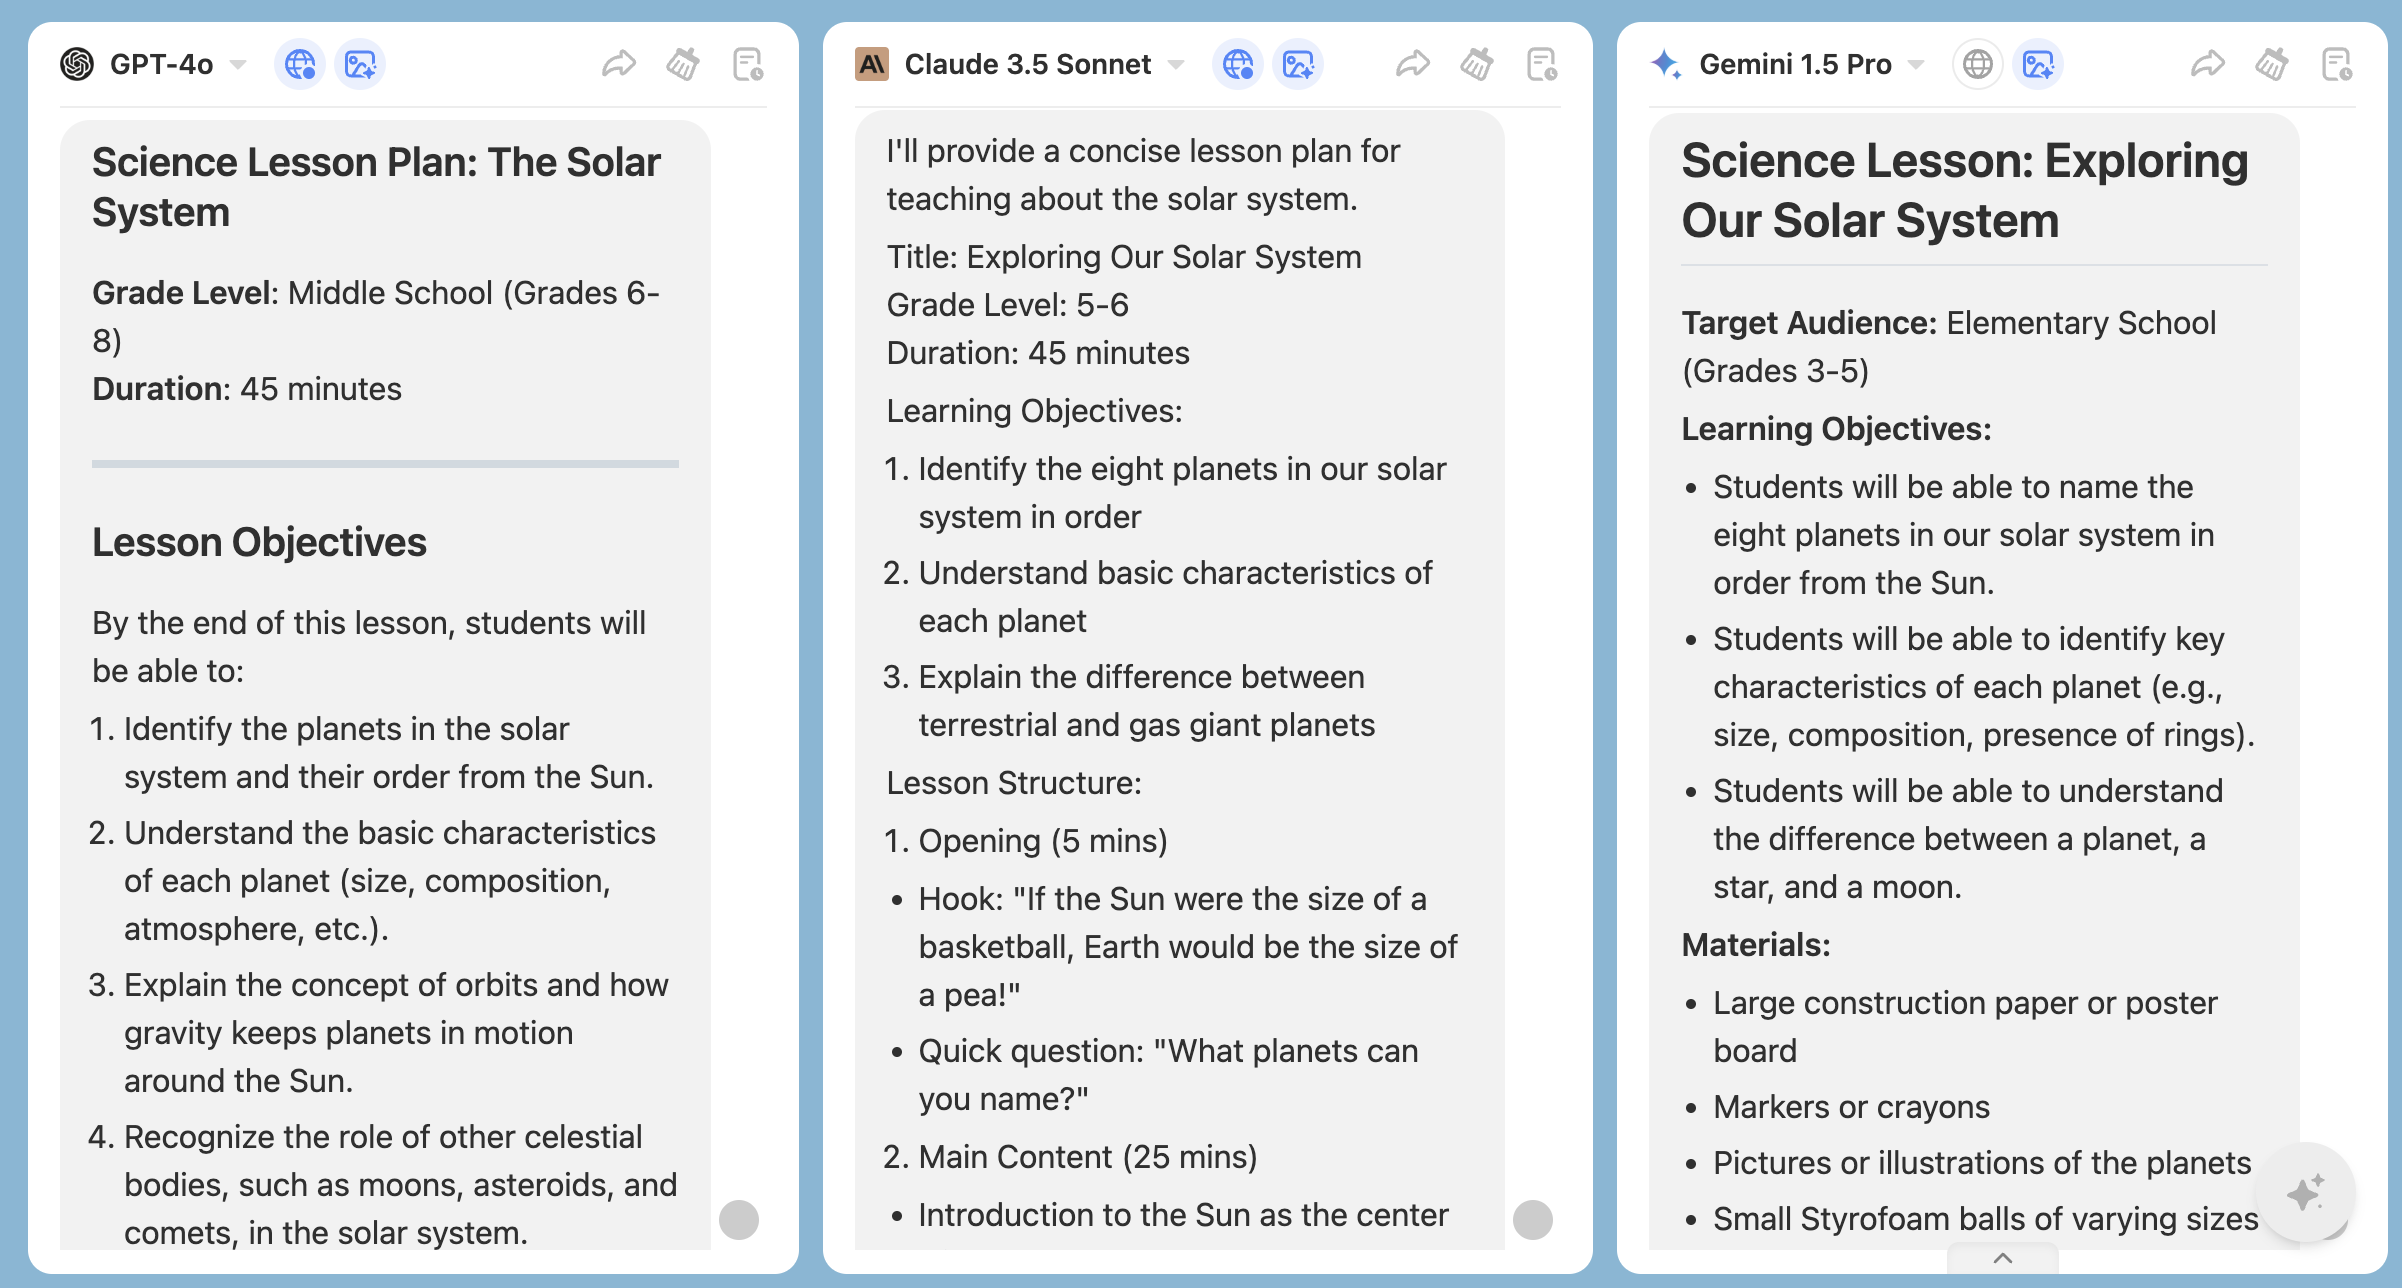 GPT-4o
Science Lesson Plan: The Solar
System
Grade Level: Middle School (Grades 6-
8)
Duration: 45 minutes
Lesson Objectives
By the end of this lesson, students will
be able to:
1. Identify the planets in the solar
system and their order from the Sun.
2. Understand the basic characteristics
of each planet (size, composition,
atmosphere, etc.).
3. Explain the concept of orbits and how
gravity keeps planets in motion
around the Sun.
4. Recognize the role of other celestial
bodies, such as moons, asteroids, and
comets, in the solar system.
Claude 3.5 Sonnet
I'll provide a concise lesson plan for
teaching about the solar system.
Title: Exploring Our Solar System
Grade Level: 5-6
Duration: 45 minutes
Learning Objectives:
1. Identify the eight planets in our solar
system in order
2. Understand basic characteristics of
each planet
3. Explain the difference between
terrestrial and gas giant planets
Lesson Structure:
1. Opening (5 mins)
• Hook: "If the Sun were the size of a
basketball, Earth would be the size of
a pea!"
• Quick question: "What planets can
you name?"
2. Main Content (25 mins)
• Introduction to the Sun as the center
Gemini 1.5 Pro
Science Lesson: Exploring
Our Solar System
Target Audience: Elementary School
(Grades 3-5)
Learning Objectives:
• Students will be able to name the
eight planets in our solar system in
order from the Sun.
• Students will be able to identify key
characteristics of each planet (e.g.,
size, composition, presence of rings).
• Students will be able to understand
the difference between a planet, a
star, and a moon.
Materials:
• Large construction paper or poster
board
• Markers or crayons
• Pictures or illustrations of the planets
• Small Styrofoam balls of varying sizes